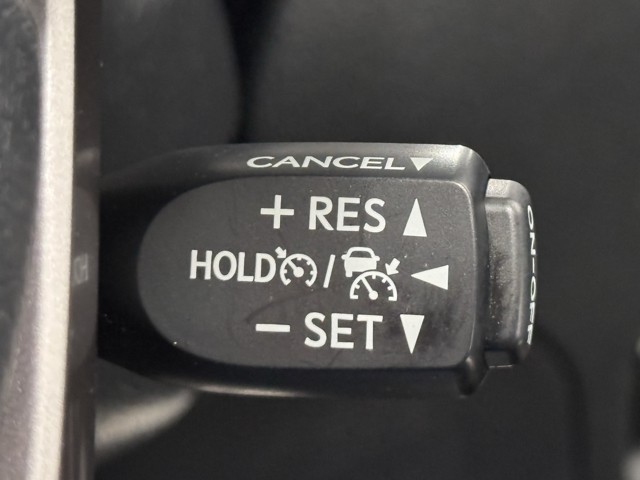 CANCEL▼
+ RES ▲
HOLD / ◀
− SET ▼
ON-OFF